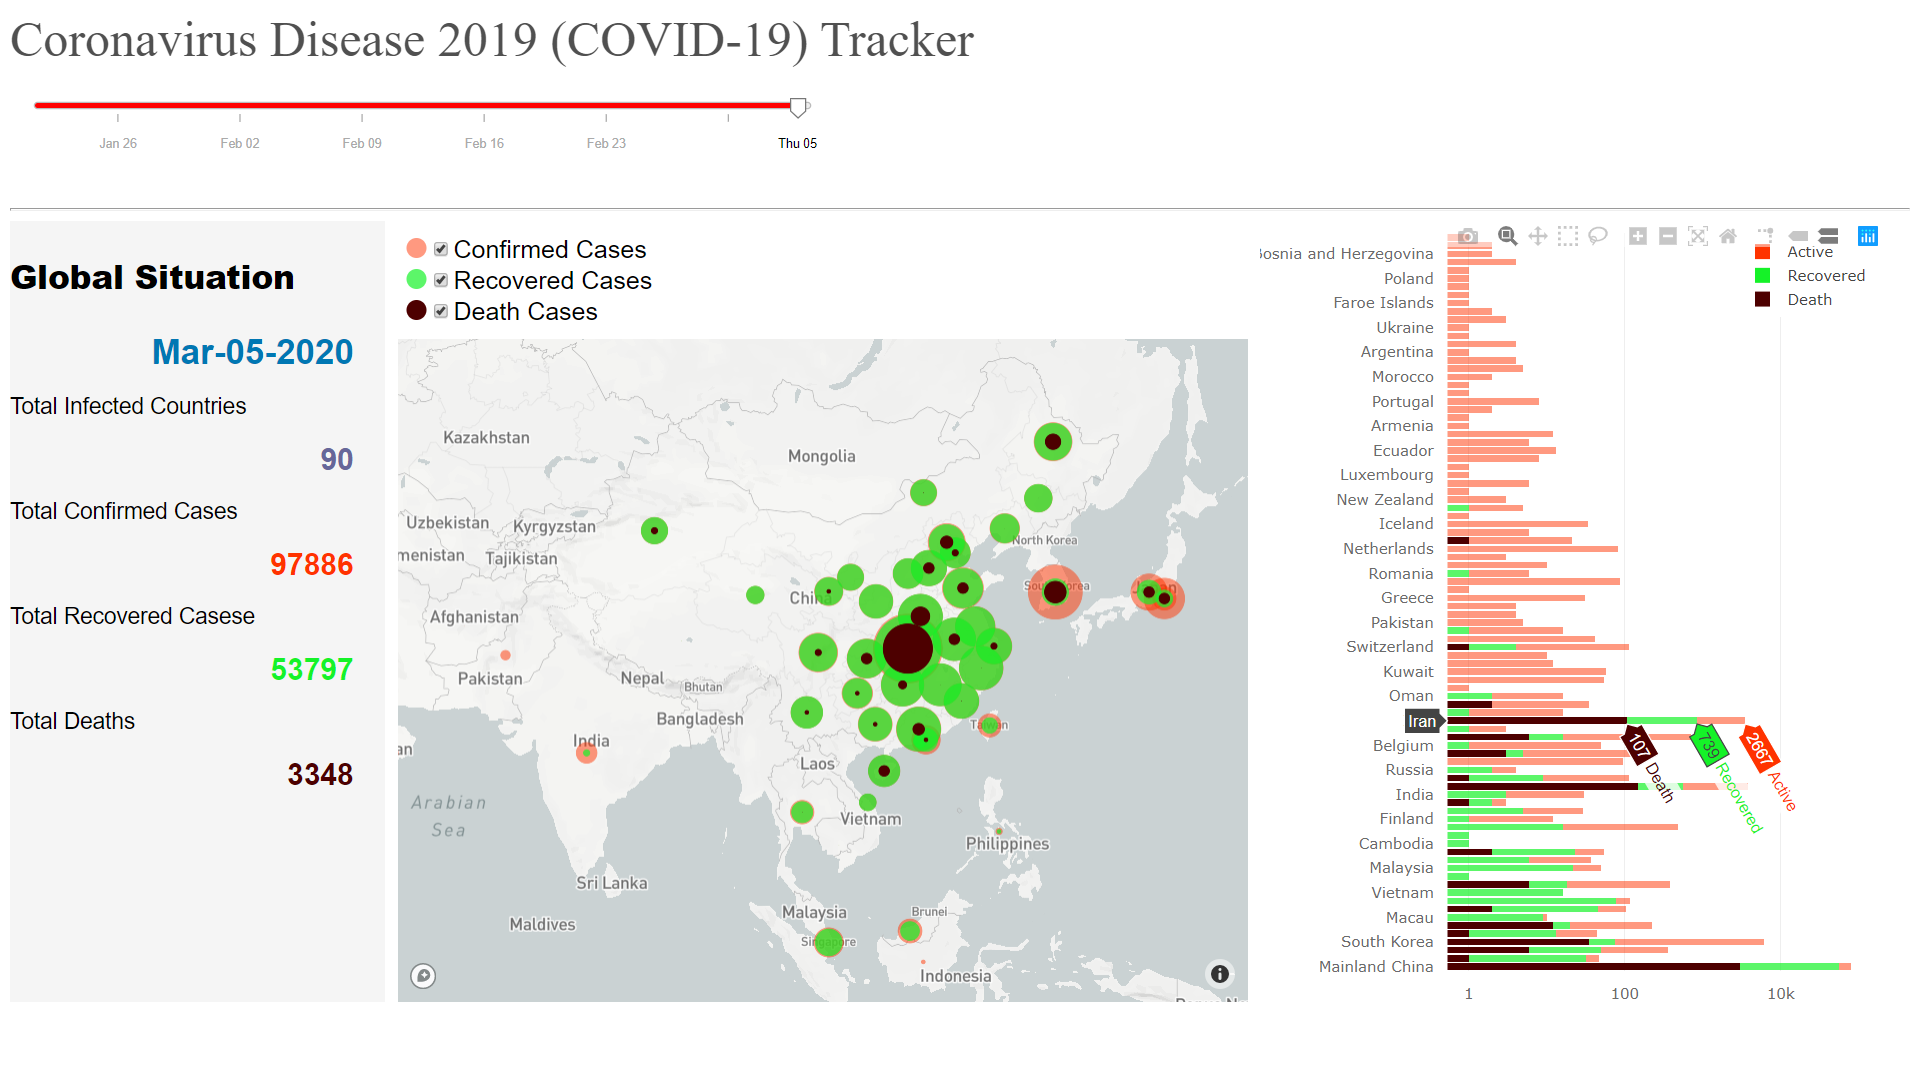 Coronavirus Disease 2019 (COVID-19) Tracker
Jan 26
Feb 02
Feb 09
Feb 16
Feb 23
Thu 05
Global Situation
Mar-05-2020
Total Infected Countries
90
Total Confirmed Cases
97886
Total Recovered Casese
53797
Total Deaths
3348
Confirmed Cases
Recovered Cases
Death Cases
Kazakhstan
Mongolia
Uzbekistan
Kyrgyzstan
North Korea
menistan
Tajikistan
South Korea
Japan
China
Afghanistan
Pakistan
Nepal
Bhutan
Bangladesh
Taiwan
an
India
Laos
Arabian
Sea
Vietnam
Philippines
Sri Lanka
Malaysia
Brunei
Maldives
Singapore
Indonesia
Active
Recovered
Death
Bosnia and Herzegovina
Poland
Faroe Islands
Ukraine
Argentina
Morocco
Portugal
Armenia
Ecuador
Luxembourg
New Zealand
Iceland
Netherlands
Romania
Greece
Pakistan
Switzerland
Kuwait
Oman
Iran
107 Death
739 Recovered
2667 Active
Belgium
Russia
India
Finland
Cambodia
Malaysia
Vietnam
Macau
South Korea
Mainland China
1
100
10k